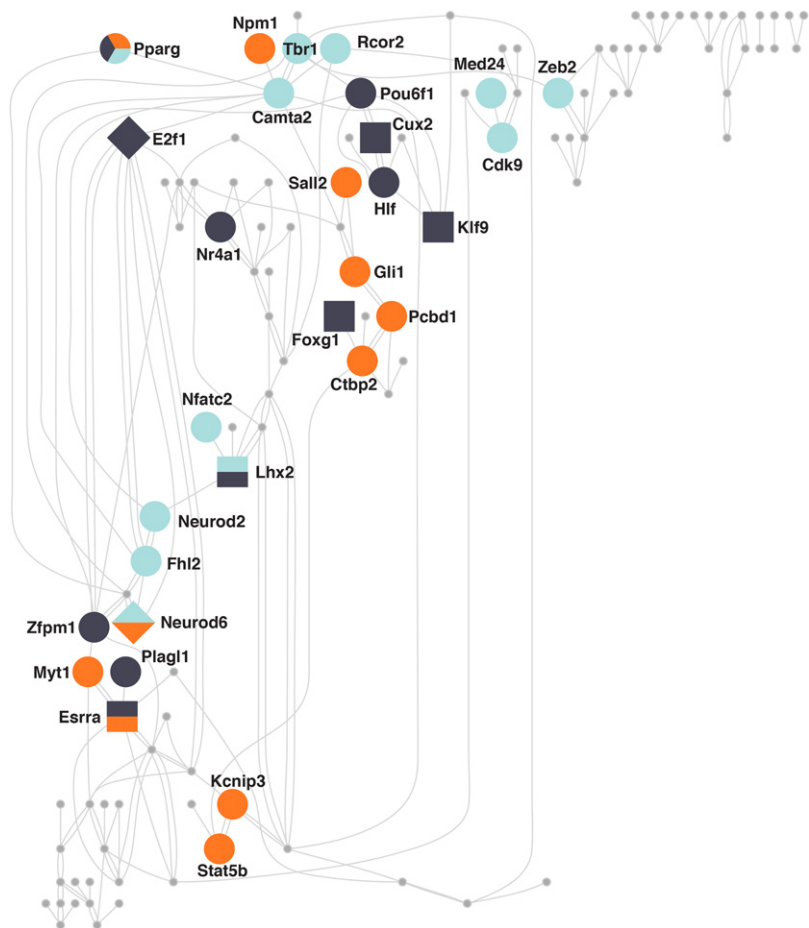 Npm1
Pparg
Tbr1
Rcor2
Med24
Zeb2
Camta2
Pou6f1
E2f1
Cux2
Cdk9
Sall2
Hlf
Klf9
Nr4a1
Gli1
Foxg1
Pcbd1
Ctbp2
Nfatc2
Lhx2
Neurod2
Fhl2
Zfpm1
Neurod6
Plagl1
Myt1
Esrra
Kcnip3
Stat5b